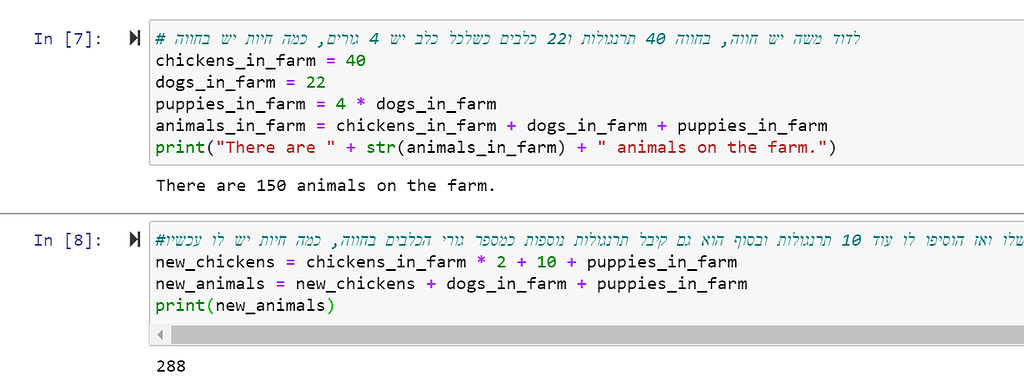 In [7]:
# לדוד משה יש חווה, בחווה 40 תרנגולות ו22 כלבים כשלכל כלב יש 4 גורים, כמה חיות יש בחווה
chickens_in_farm = 40
dogs_in_farm = 22
puppies_in_farm = 4 * dogs_in_farm
animals_in_farm = chickens_in_farm + dogs_in_farm + puppies_in_farm
print("There are " + str(animals_in_farm) + " animals on the farm.")
There are 150 animals on the farm.
In [8]:
#שלו ואז הוסיפו לו עוד 10 תרנגולות ובסוף הוא גם קיבל תרנגולות נוספות כמספר גורי הכלבים בחווה, כמה חיות יש לו עכשיו
new_chickens = chickens_in_farm * 2 + 10 + puppies_in_farm
new_animals = new_chickens + dogs_in_farm + puppies_in_farm
print(new_animals)
288